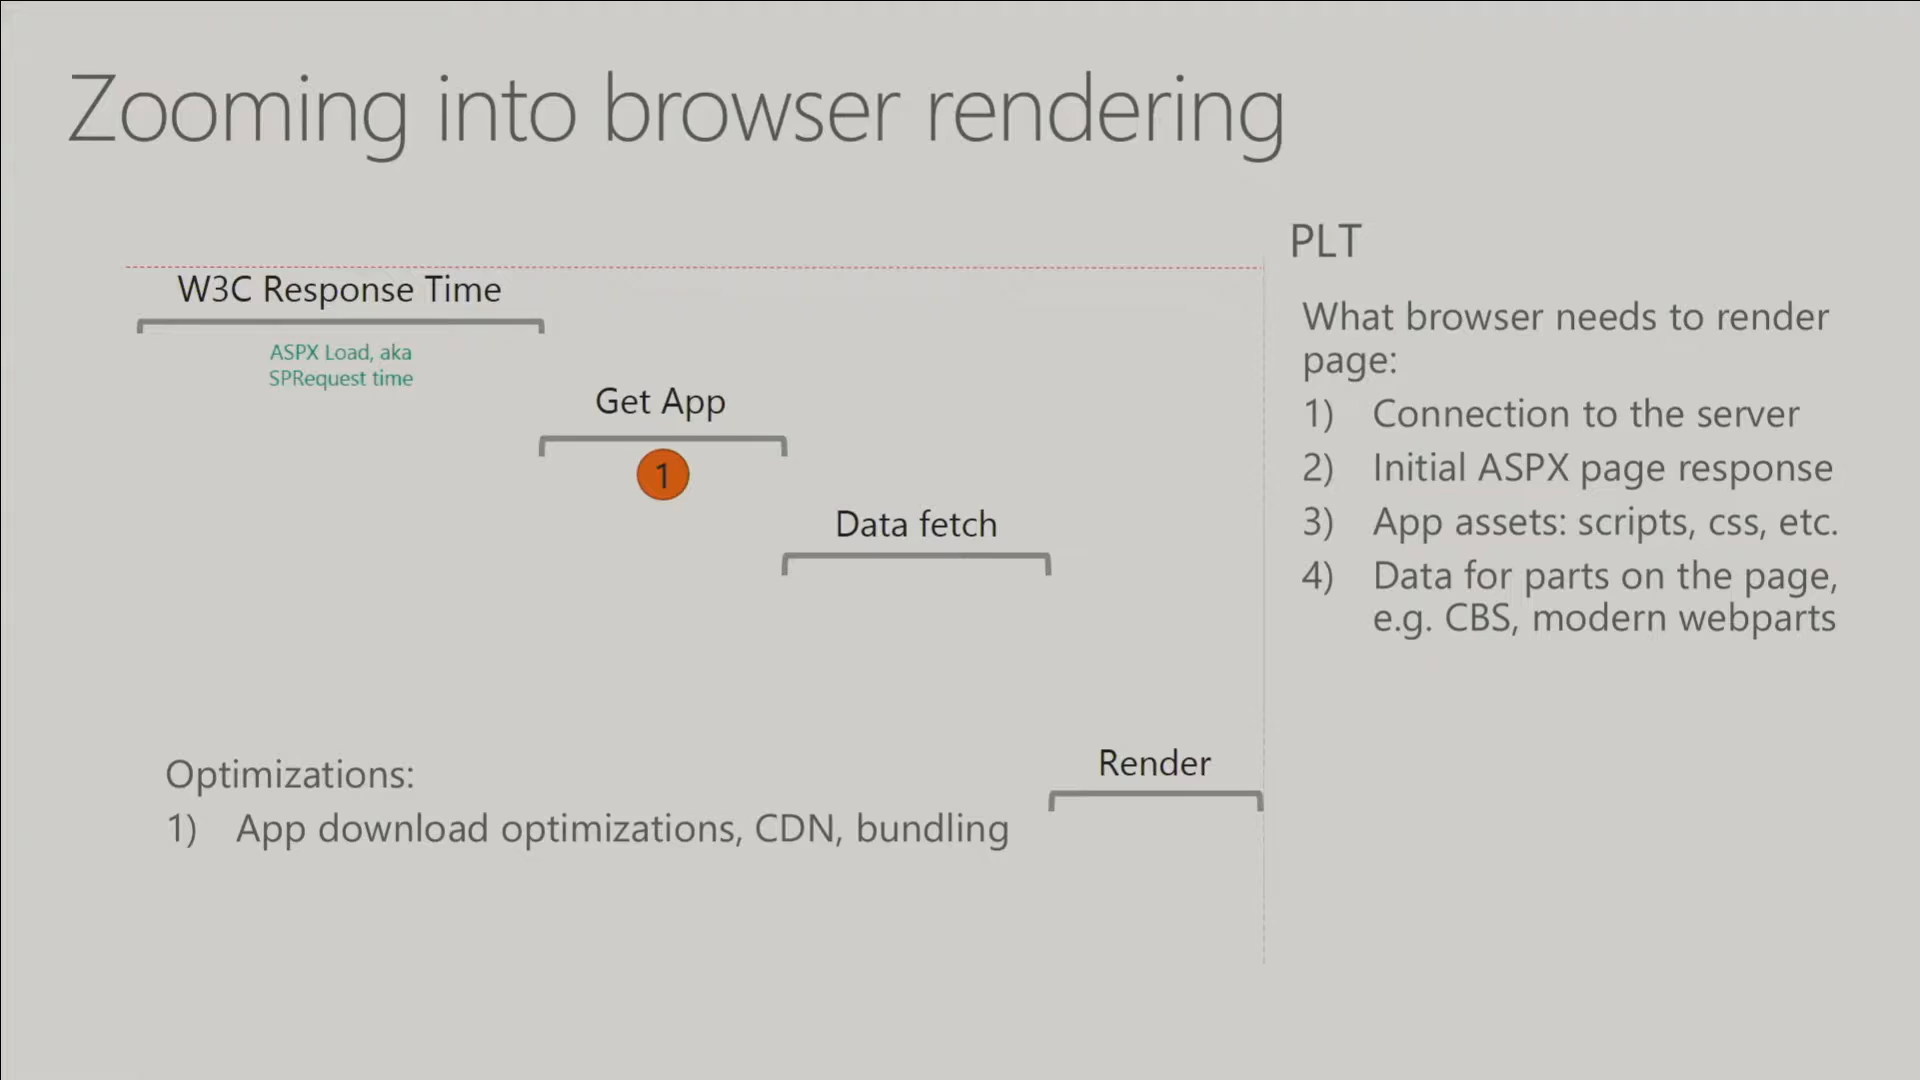 Zooming into browser rendering
PLT
W3C Response Time
ASPX Load, aka
SPRequest time
Get App
1
Data fetch
Render
What browser needs to render
page:
1) Connection to the server
2) Initial ASPX page response
3) App assets: scripts, css, etc.
4) Data for parts on the page,
e.g. CBS, modern webparts
Optimizations:
1) App download optimizations, CDN, bundling